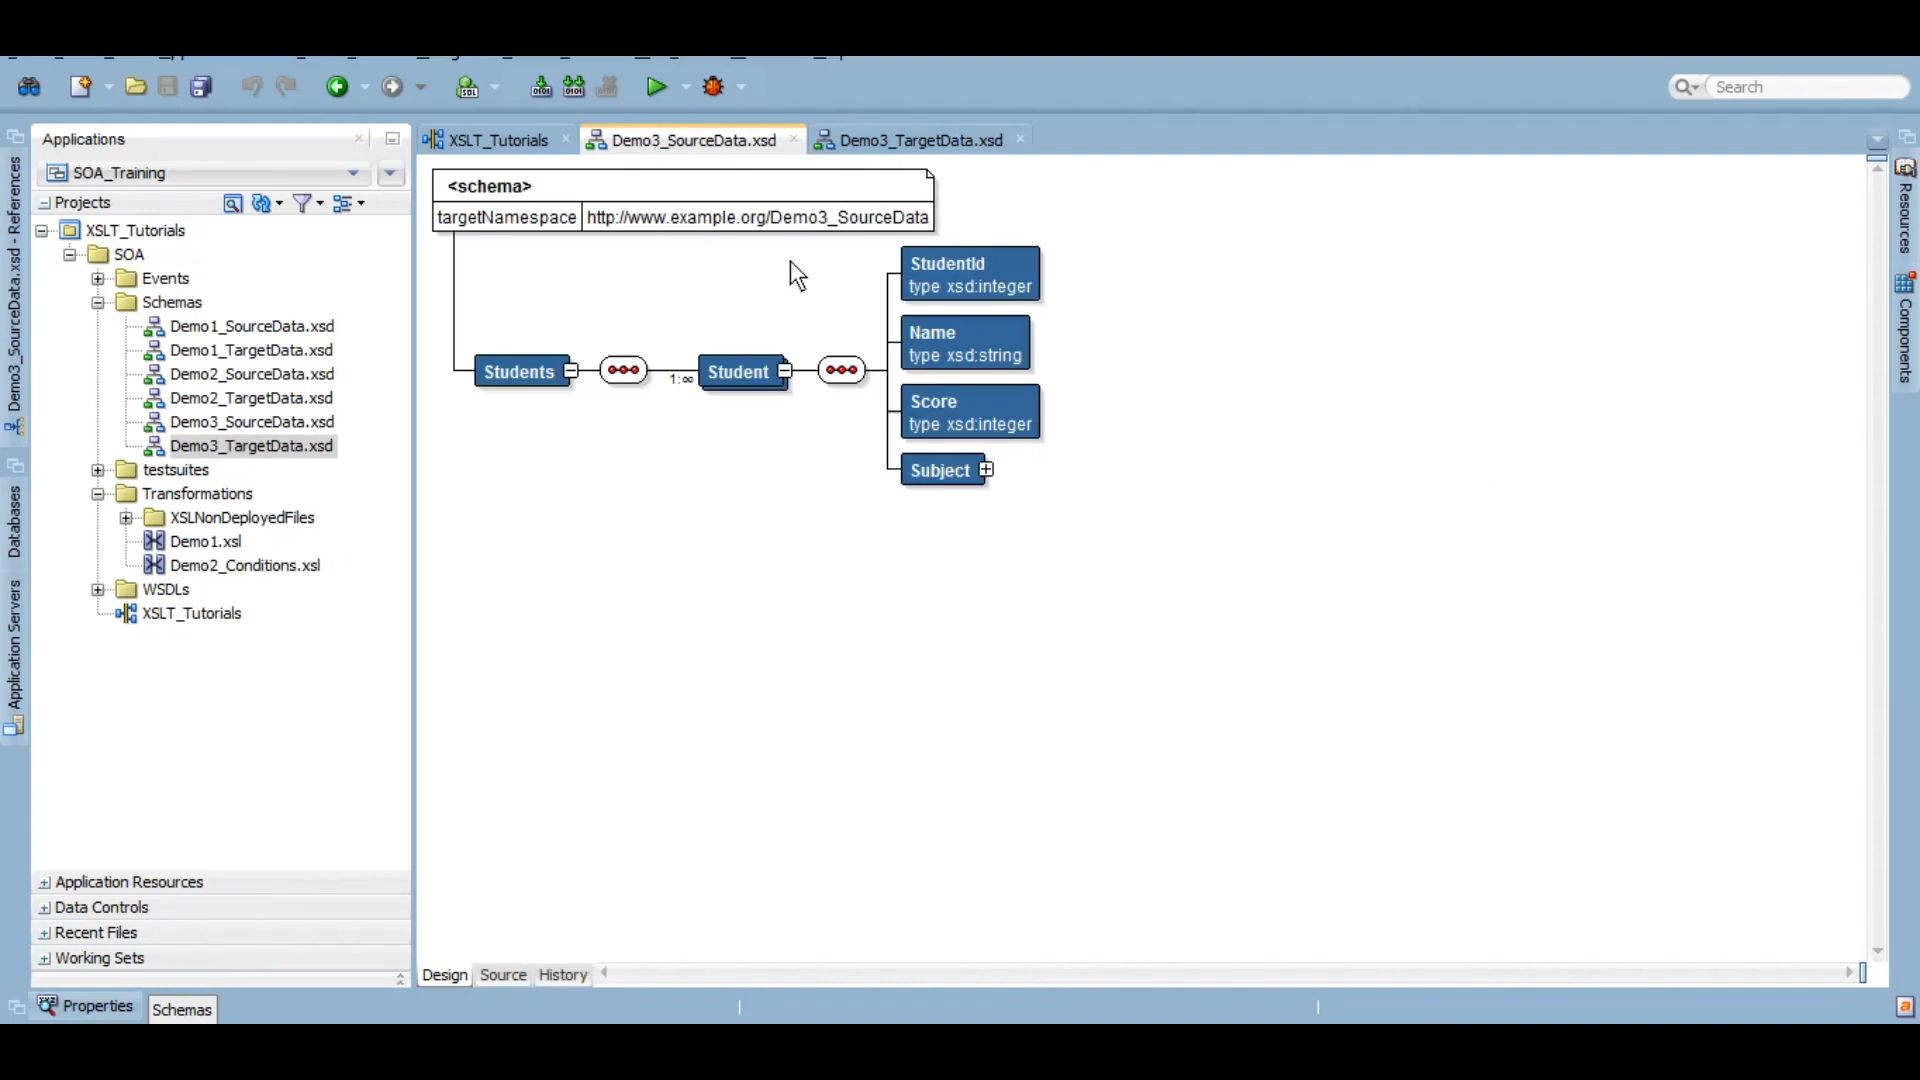 Search
Applications
XSLT_Tutorials
Demo3_SourceData.xsd
Demo3_TargetData.xsd
SOA_Training
Projects
XSLT_Tutorials
SOA
Events
Schemas
Demo1_SourceData.xsd
Demo1_TargetData.xsd
Demo2_SourceData.xsd
Demo2_TargetData.xsd
Demo3_SourceData.xsd
Demo3_TargetData.xsd
testsuites
Transformations
XSLNonDeployedFiles
Demo1.xsl
Demo2_Conditions.xsl
WSDLs
XSLT_Tutorials
Application Resources
Data Controls
Recent Files
Working Sets
<schema>
targetNamespace http://www.example.org/Demo3_SourceData
Students
1:∞
Student
StudentId
type xsd:integer
Name
type xsd:string
Score
type xsd:integer
Subject
Design Source History
Properties
Schemas
Demo3_SourceData.xsd - References
Databases
Application Servers
Resources
Components